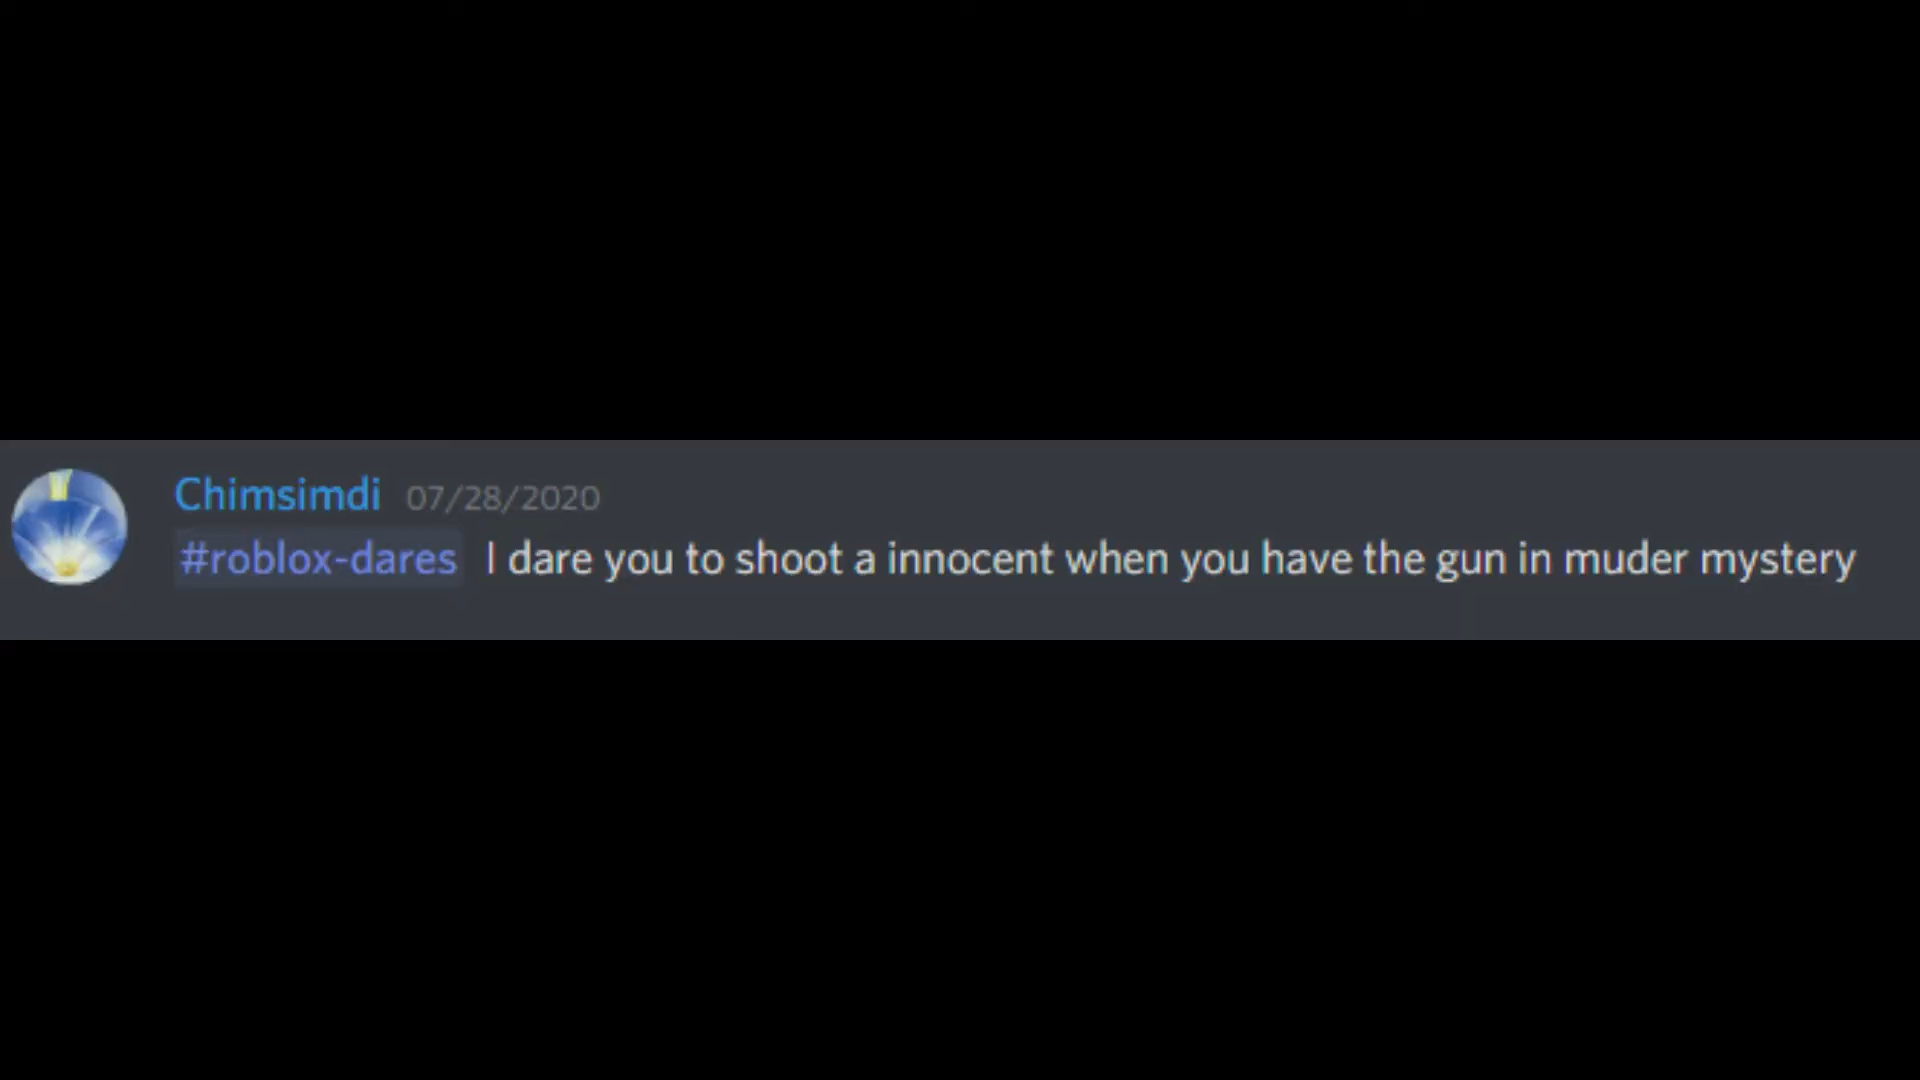 Chimsimdi 07/28/2020
#roblox-dares I dare you to shoot a innocent when you have the gun in muder mystery